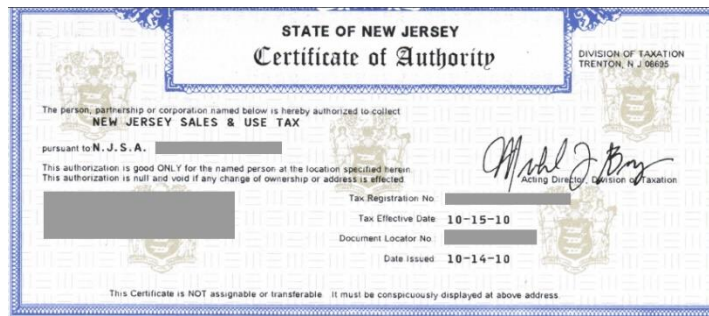 STATE OF NEW JERSEY
Certificate of Authority
DIVISION OF TAXATION
TRENTON, N J 08695
The person, partnership or corporation named below is hereby authorized to collect
NEW JERSEY SALES & USE TAX
pursuant to N.J.S.A.
This authorization is good ONLY for the named person at the location specified herein.
This authorization is null and void if any change of ownership or address is effected.
Acting Director, Division of Taxation
Tax Registration No.
Tax Effective Date 10-15-10
Document Locator No
Date Issued 10-14-10
This Certificate is NOT assignable or transferable. It must be conspicuously displayed at above address.